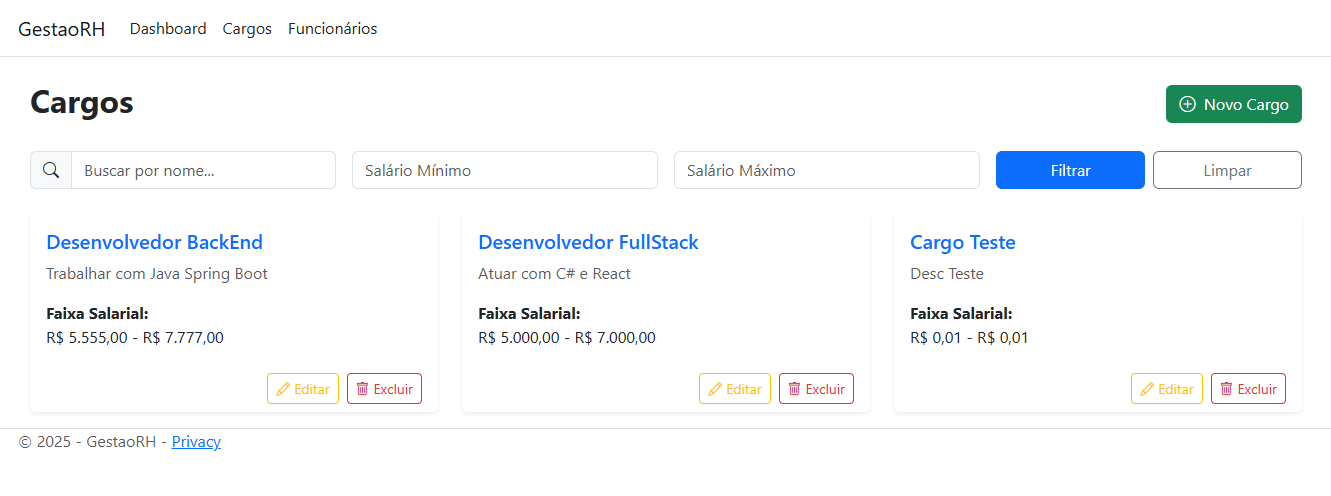 GestaoRH Dashboard Cargos Funcionários
Cargos
Novo Cargo
Buscar por nome... Salário Mínimo Salário Máximo Filtrar Limpar
Desenvolvedor BackEnd
Trabalhar com Java Spring Boot
Faixa Salarial:
R$ 5.555,00 - R$ 7.777,00
Editar Excluir
Desenvolvedor FullStack
Atuar com C# e React
Faixa Salarial:
R$ 5.000,00 - R$ 7.000,00
Editar Excluir
Cargo Teste
Desc Teste
Faixa Salarial:
R$ 0,01 - R$ 0,01
Editar Excluir
© 2025 - GestaoRH - Privacy